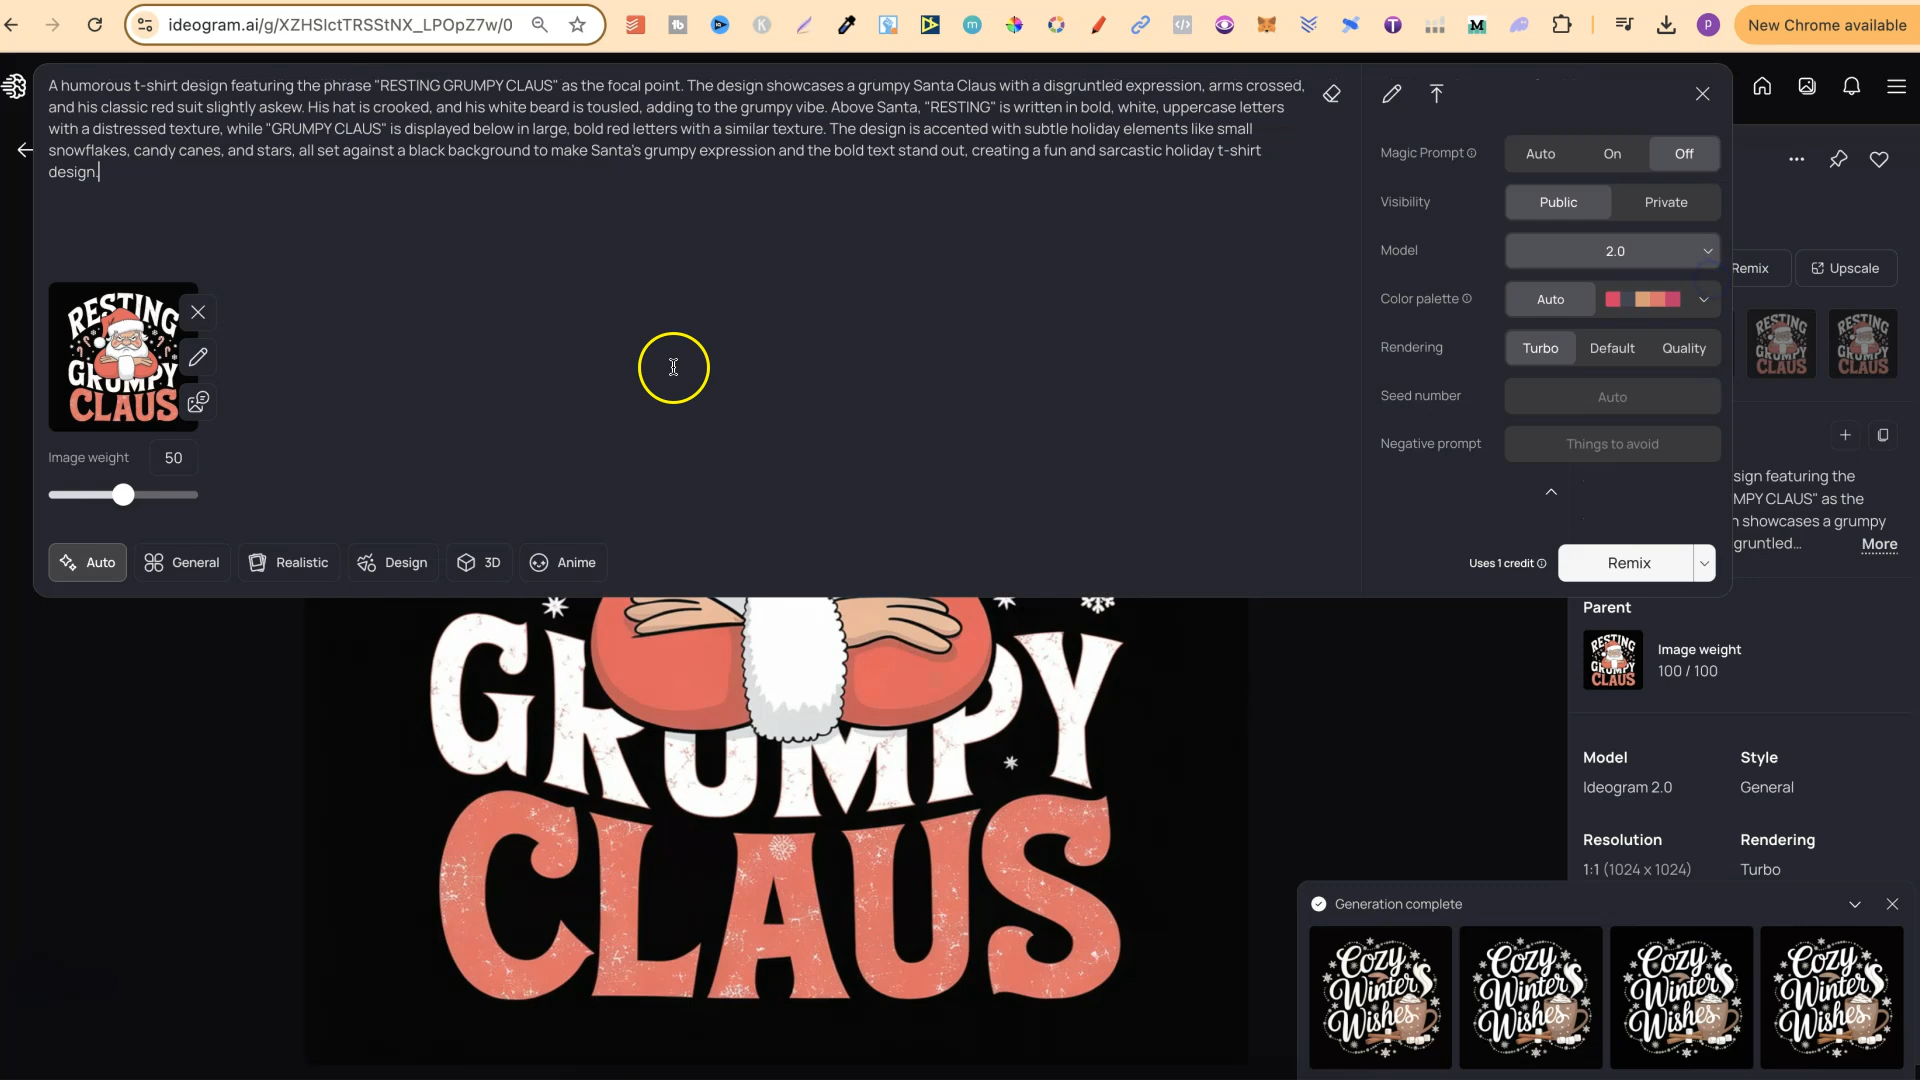 ideogram.ai/g/XZHSIctTRSStNX_LPOpZ7w/0
New Chrome available
A humorous t-shirt design featuring the phrase "RESTING GRUMPY CLAUS" as the focal point. The design showcases a grumpy Santa Claus with a disgruntled expression, arms crossed,
and his classic red suit slightly askew. His hat is crooked, and his white beard is tousled, adding to the grumpy vibe. Above Santa, "RESTING" is written in bold, white, uppercase letters
with a distressed texture, while "GRUMPY CLAUS" is displayed below in large, bold red letters with a similar texture. The design is accented with subtle holiday elements like small
snowflakes, candy canes, and stars, all set against a black background to make Santa's grumpy expression and the bold text stand out, creating a fun and sarcastic holiday t-shirt
design.
Magic Prompt
Auto
On
Off
Visibility
Public
Private
Model
2.0
Color palette
Auto
Rendering
Turbo
Default
Quality
Seed number
Auto
Negative prompt
Things to avoid
Uses 1 credit
Remix
RESTING
GRUMPY
CLAUS
Image weight
50
Auto
General
Realistic
Design
3D
Anime
Remix
Upscale
RESTING
GRUMPY
CLAUS
RESTING
GRUMPY
CLAUS
sign featuring the
MPY CLAUS" as the
n showcases a grumpy
gruntled...
More
Parent
RESTING
GRUMPY
CLAUS
Image weight
100 / 100
Model
Ideogram 2.0
Style
General
Resolution
1:1 (1024 x 1024)
Rendering
Turbo
GRUMPY
CLAUS
Generation complete
Cozy
Winter
Wishes
Cozy
Winter
Wishes
Cozy
Winter
Wishes
Cozy
Winter
Wishes